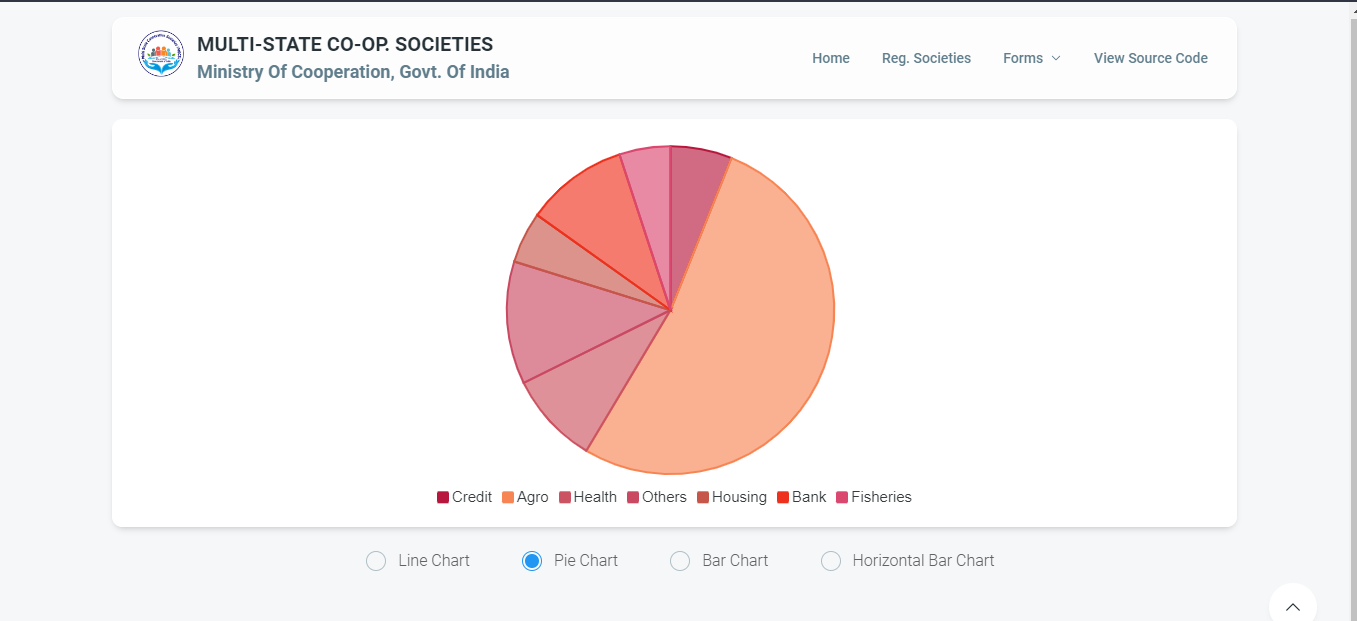 MULTI-STATE CO-OP. SOCIETIES
Ministry Of Cooperation, Govt. Of India
Home Reg. Societies Forms View Source Code
Credit Agro Health Others Housing Bank Fisheries
Line Chart Pie Chart Bar Chart Horizontal Bar Chart